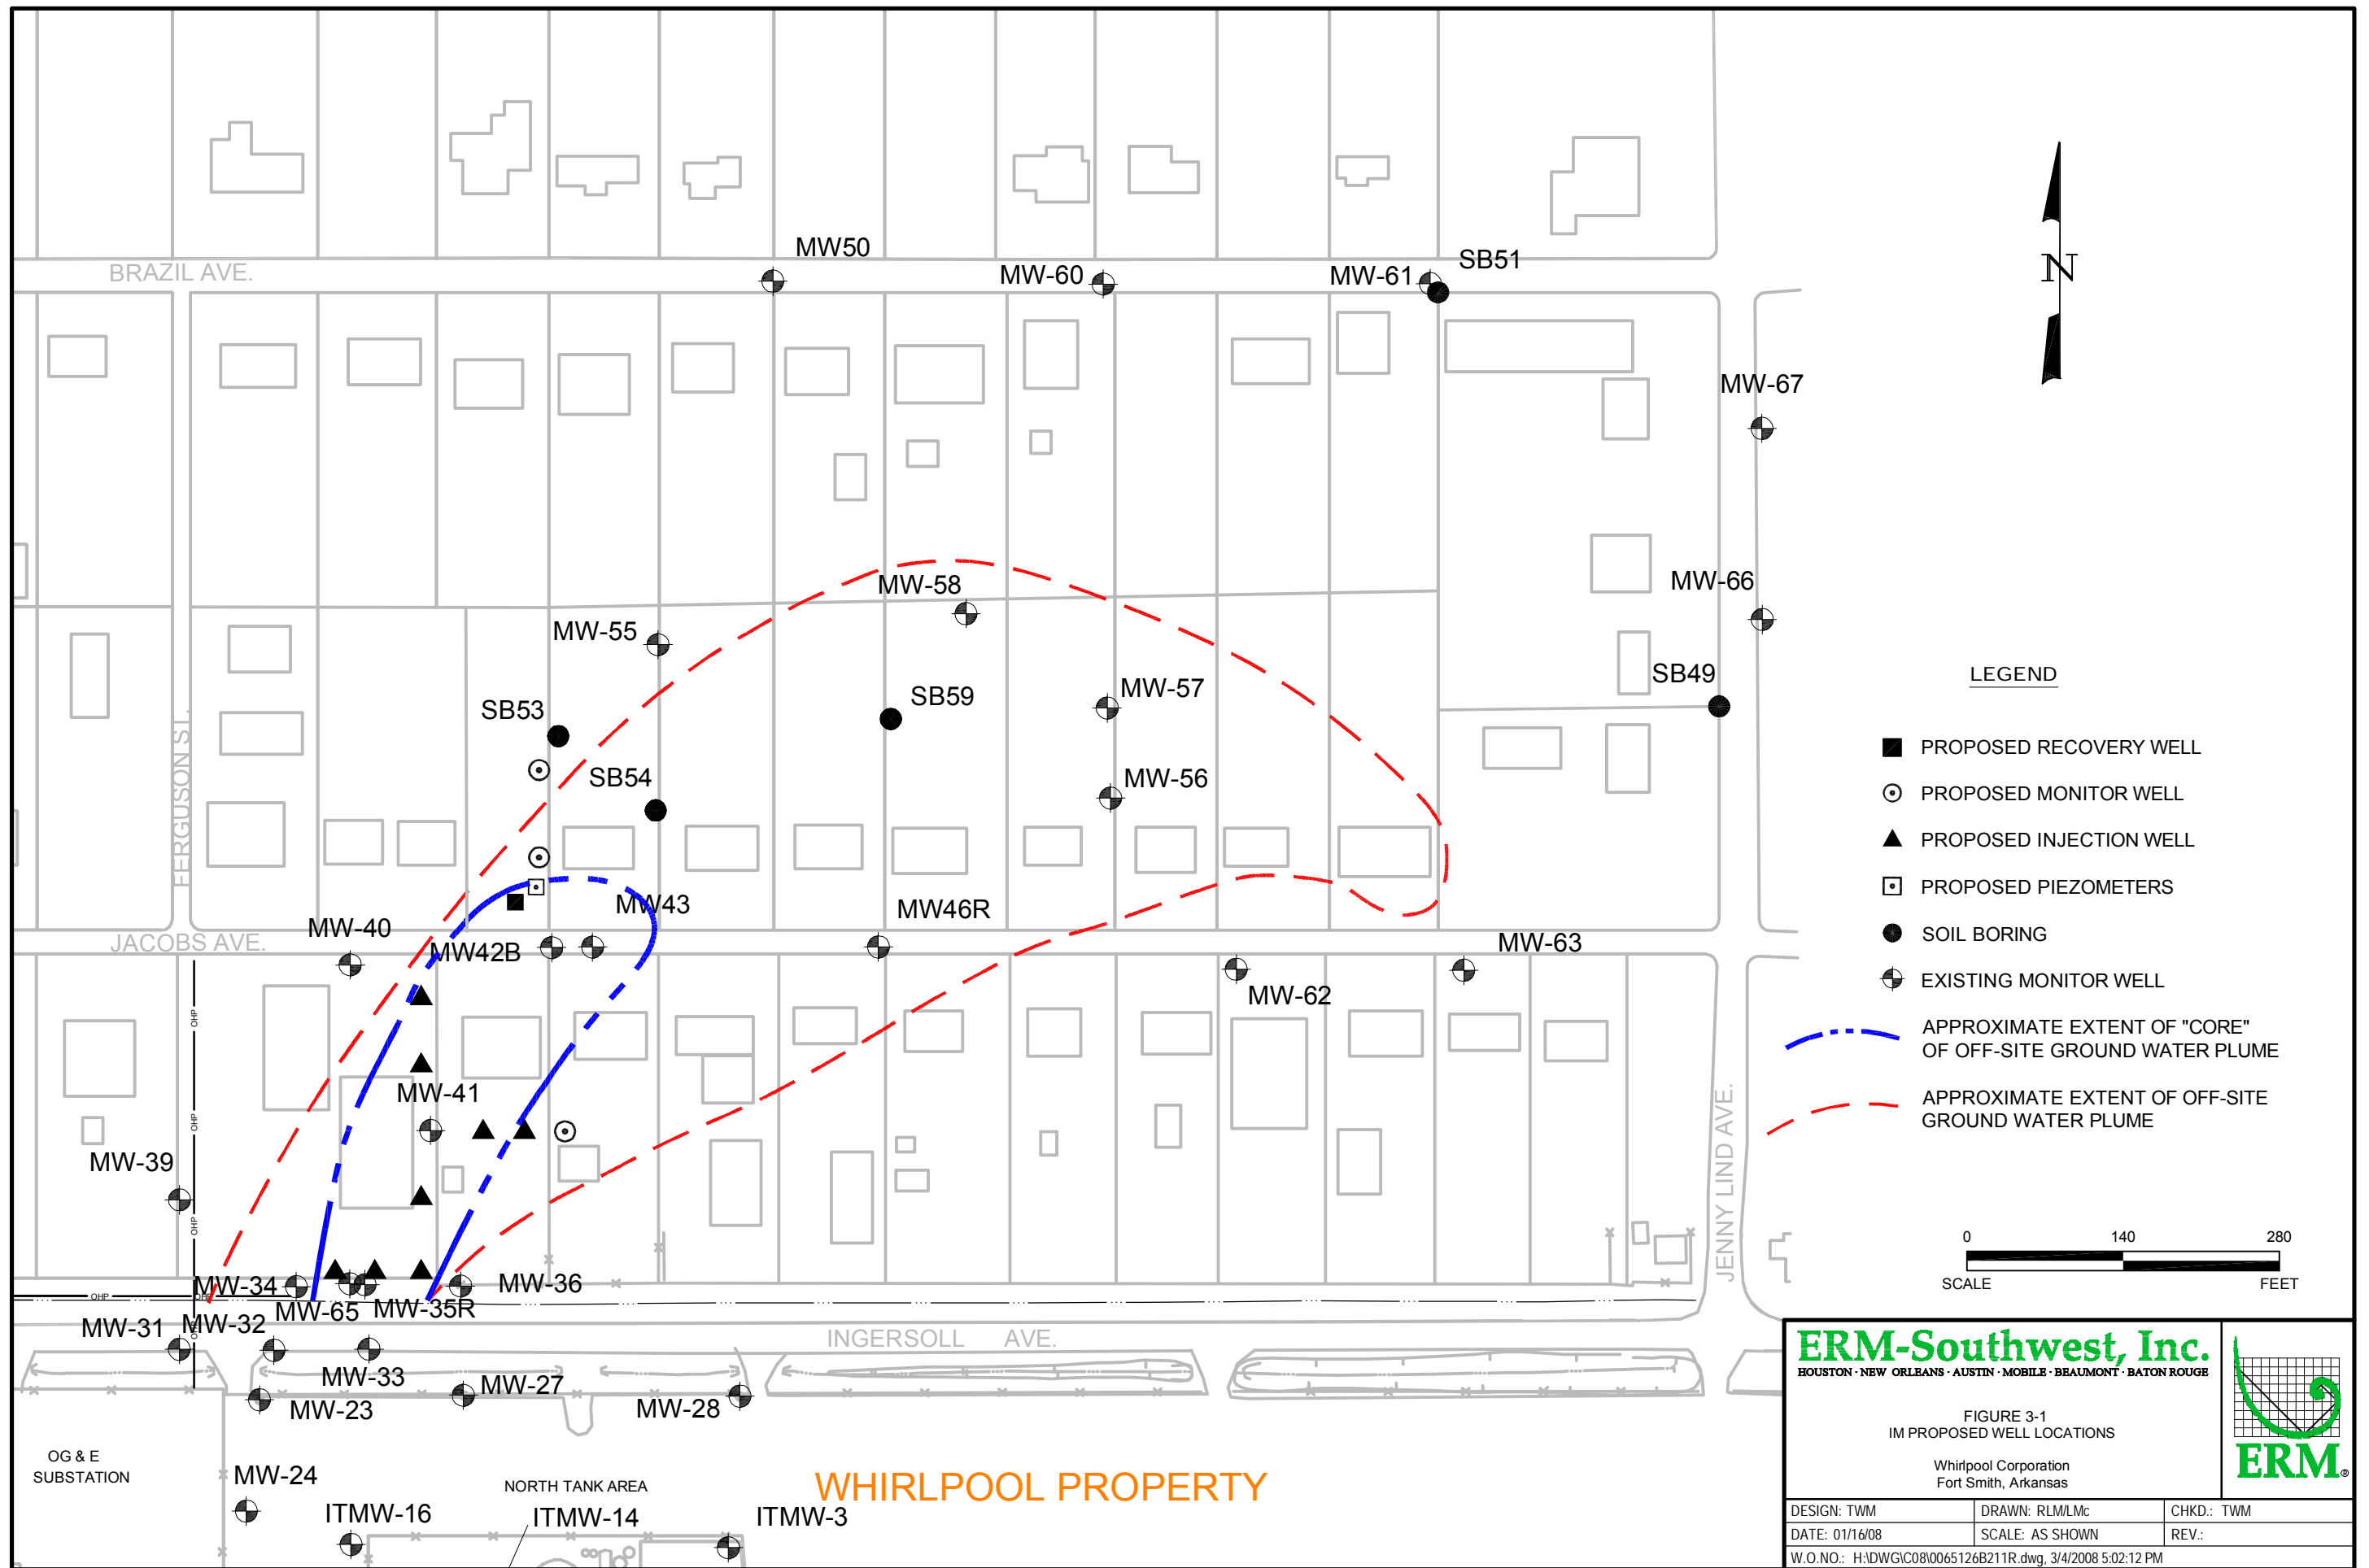 MW50
SB51
BRAZIL AVE.
MW-60
MW-61
N
MW-67
MW-58
MW-66
MW-55
SB49
MW-57
SB59
SB53
FERGUSON ST.
MW-56
SB54
LEGEND
PROPOSED RECOVERY WELL
PROPOSED MONITOR WELL
PROPOSED INJECTION WELL
PROPOSED PIEZOMETERS
SOIL BORING
EXISTING MONITOR WELL
APPROXIMATE EXTENT OF "CORE"
OF OFF-SITE GROUND WATER PLUME
APPROXIMATE EXTENT OF OFF-SITE
GROUND WATER PLUME
MW43
MW46R
MW-40
JACOBS AVE.
MW42B
MW-63
MW-62
OHP
MW-41
OHP
MW-39
OHP
JENNY LIND AVE.
0 140 280
SCALE FEET
MW-34
MW-36
OHP
OHP
MW-65
MW-35R
MW-31
MW-32
OHP
INGERSOLL AVE.
MW-33
MW-27
MW-23
MW-28
OG & E
SUBSTATION
MW-24
NORTH TANK AREA
WHIRLPOOL PROPERTY
ITMW-16
ITMW-14
ITMW-3
ERM-Southwest, Inc.
HOUSTON · NEW ORLEANS · AUSTIN · MOBILE · BEAUMONT · BATON ROUGE
FIGURE 3-1
IM PROPOSED WELL LOCATIONS
Whirlpool Corporation
Fort Smith, Arkansas
ERM®
DESIGN: TWM
DRAWN: RLM/LMc
CHKD.: TWM
DATE: 01/16/08
SCALE: AS SHOWN
REV.:
W.O.NO.: H:\DWG\C08\0065126B211R.dwg, 3/4/2008 5:02:12 PM